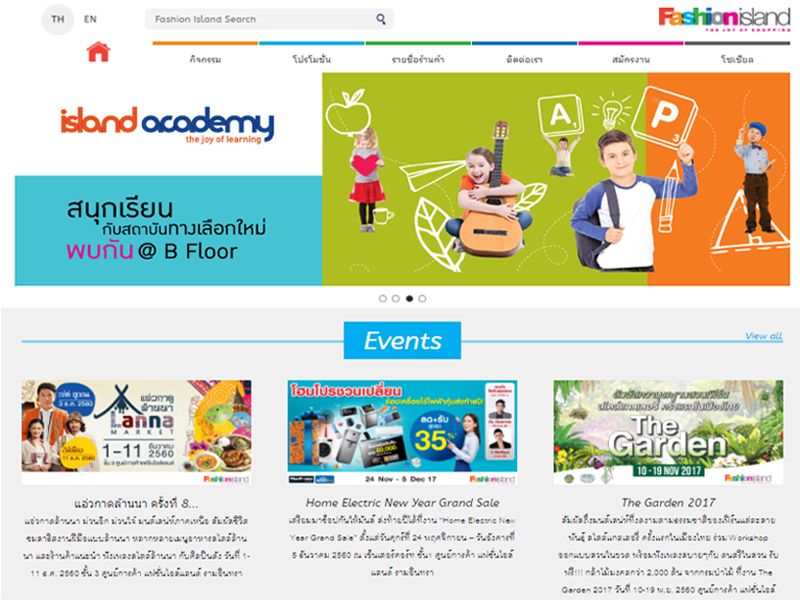 TH EN Fashion Island Search Fashionisland
THE JOY OF SHOPPING
กิจกรรม โปรโมชั่น รายชื่อร้านค้า ติดต่อเรา สมัครงาน โซเชียล
island academy
the joy of learning
A P
สนุกเรียน
กับสถาบันทางเลือกใหม่
พบกัน @ B Floor
Events
View all
แอ่วกาดล้านนา
Lanna
MARKET
1-11 ธันวาคม 2560
Fashionisland
โฮมโปรชวนเปลี่ยน
ลด+รับ
35%
24 Nov - 5 Dec 17
Fashionisland
The
Garden
10-19 NOV 2017
Fashionisland
แอ่วกาดล้านนา ครั้งที่ 8...
แอ่วกาดล้านนา ม่วนอีก ม่วนใจ๋ มนต์เสน่ห์ภาคเหนือ สัมผัสชีวิต
ชมสาธิตงานฝีมือแบบล้านนา หลากหลายเมนูอาหารสไตล์ล้าน
นา และร้านค้าแนะนำ ฟังเพลงสไตล์ล้านนา กับศิลปินดัง วันที่ 1-
11 ธ.ค. 2560 ชั้น 3 ศูนย์การค้า แฟชั่นไอส์แลนด์ รามอินทรา
Home Electric New Year Grand Sale
เตรียมมาช็อปกันให้มันส์ ส่งท้ายปีได้ที่งาน "Home Electric New
Year Grand Sale" ตั้งแต่วันศุกร์ที่ 24 พฤศจิกายน – วันอังคารที่
5 ธันวาคม 2560 ณ เซ็นเตอร์คอร์ท ชั้น1 ศูนย์การค้า แฟชั่นไอส์
แลนด์ รามอินทรา
The Garden 2017
สัมผัสถึงมนต์เสน่ห์ที่งดงามตามธรรมชาติของเฟิร์นแต่ละสาย
พันธุ์ สไตล์แกลเลอรี่ ครั้งแรกในเมืองไทย ร่วม Workshop
ออกแบบสวนในขวด พร้อมฟังเพลงสบายๆกับ ดนตรีในสวน รับ
ฟรี!!! กล้าไม้มงคลกว่า 2,000 ต้น จากกรมป่าไม้ ที่งาน The
Garden 2017 วันที่ 10-19 พ.ย. 2560 ศูนย์การค้า แฟชั่นไอส์